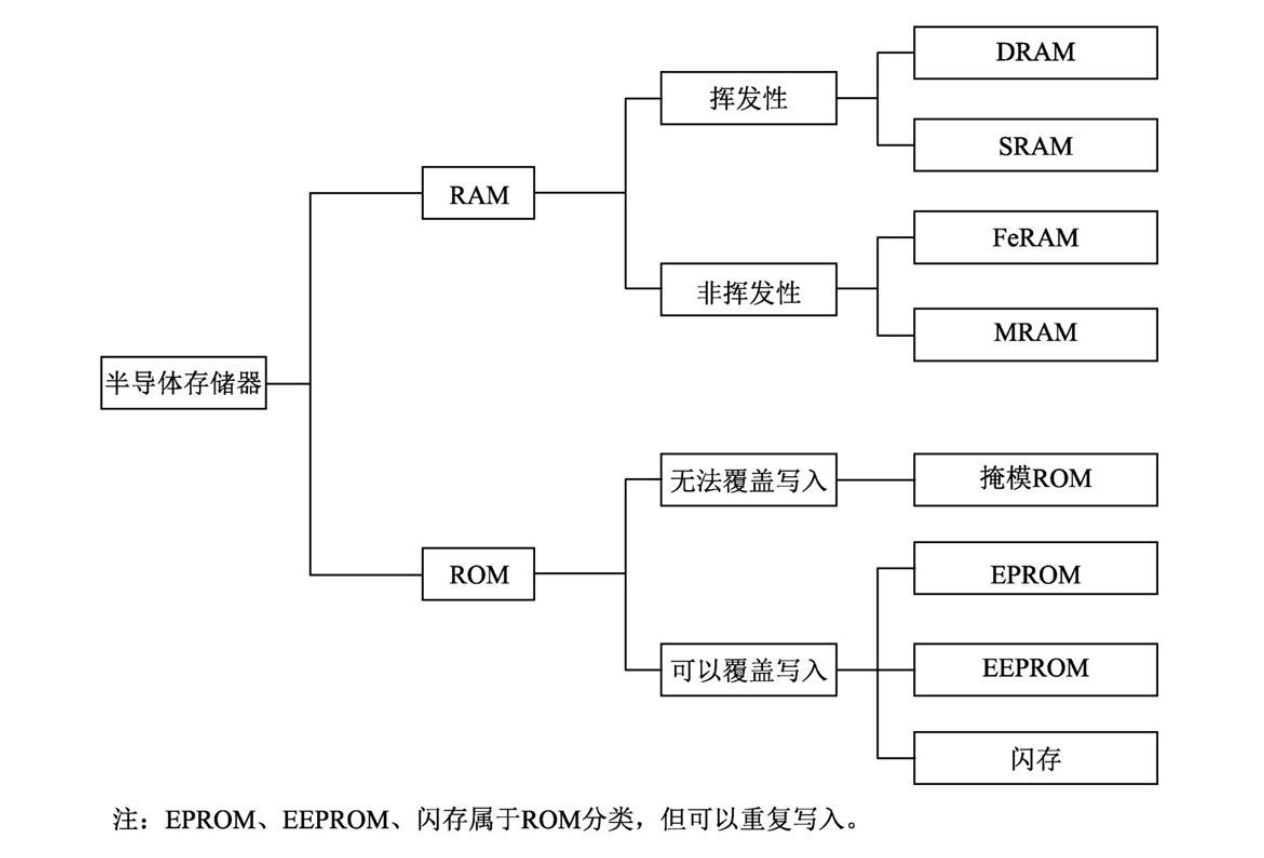 DRAM
挥发性
SRAM
RAM
FeRAM
非挥发性
MRAM
半导体存储器
无法覆盖写入
掩模ROM
ROM
EPROM
可以覆盖写入
EEPROM
闪存
注：EPROM、EEPROM、闪存属于ROM分类，但可以重复写入。